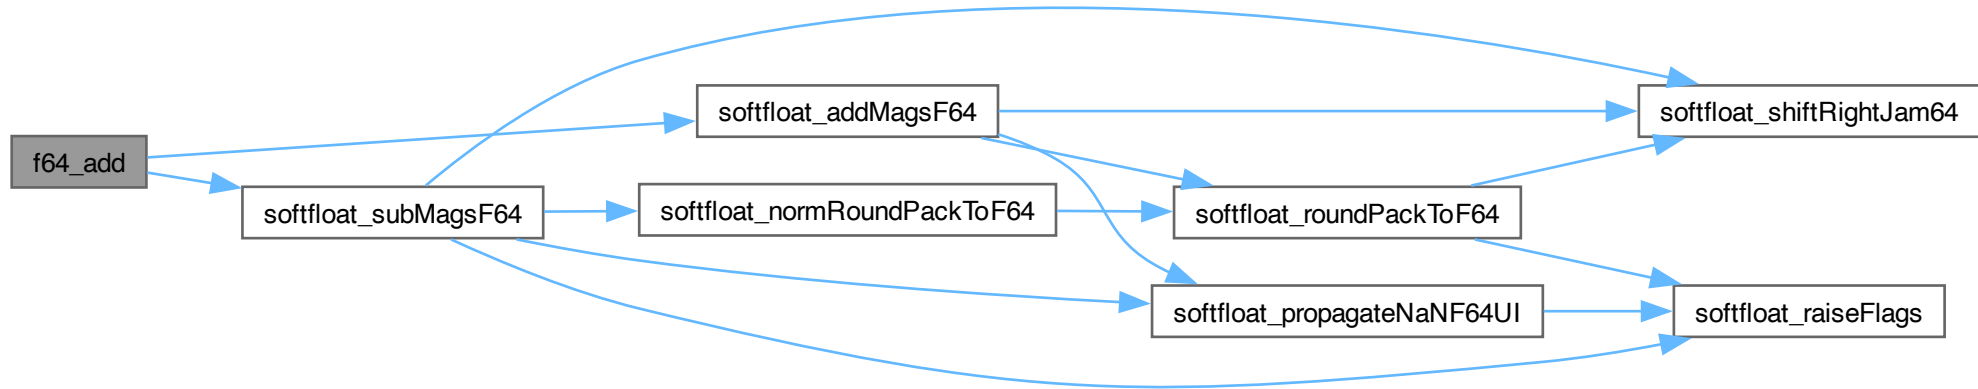 f64_add
softfloat_addMagsF64
softfloat_subMagsF64
softfloat_normRoundPackToF64
softfloat_roundPackToF64
softfloat_propagateNaNF64UI
softfloat_shiftRightJam64
softfloat_raiseFlags